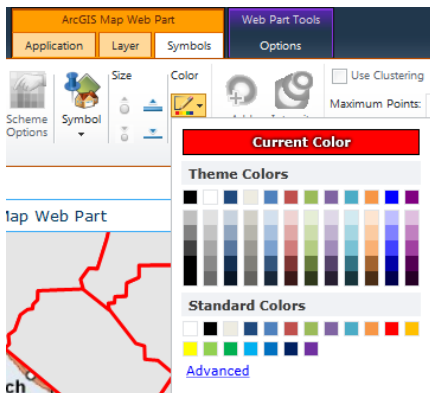 ArcGIS Map Web Part
Web Part Tools
Application
Layer
Symbols
Options
Size
Color
Use Clustering
Scheme
Options
Symbol
Maximum Points:
Current Color
Theme Colors
Map Web Part
Standard Colors
Advanced
ch